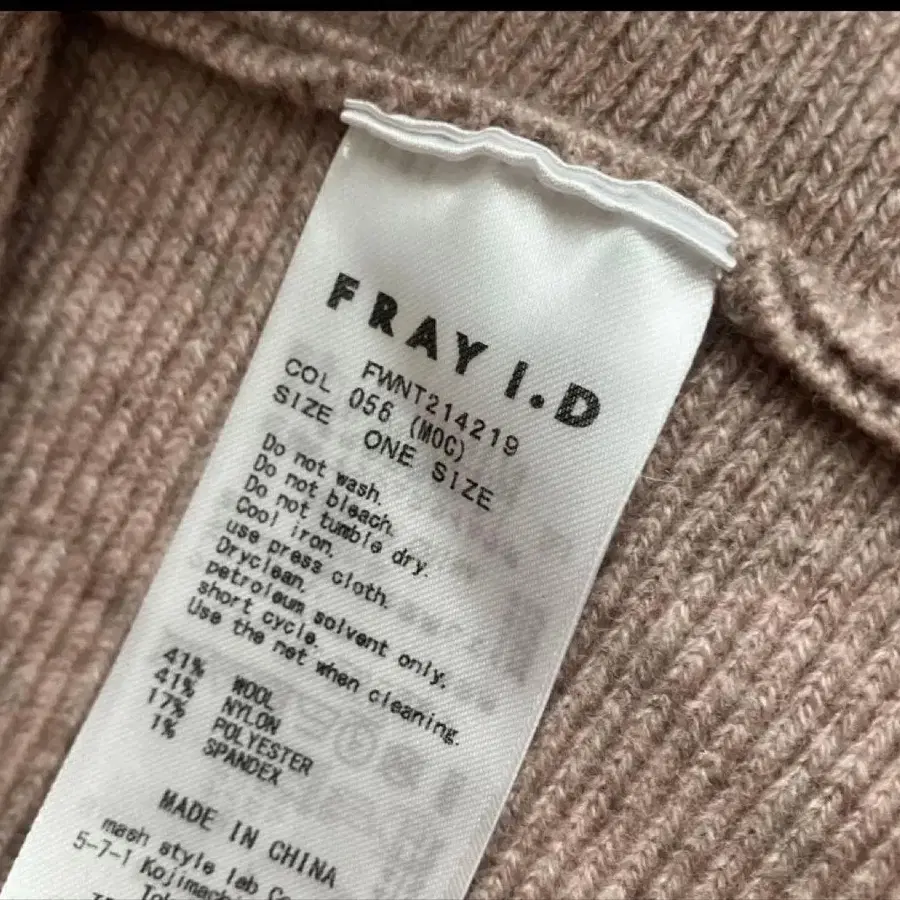 FRAY I.D
FWNT214219
COL 056 (MOC)
SIZE ONE SIZE
Do not wash.
Do not bleach.
Do not tumble dry.
Cool iron,
use press cloth.
Dryclean,
petroleum solvent only.
short cycle.
Use the net when cleaning.
41% WOOL
41% NYLON
17% POLYESTER
1% SPANDEX
MADE IN CHINA
mash style lab
5-7-1